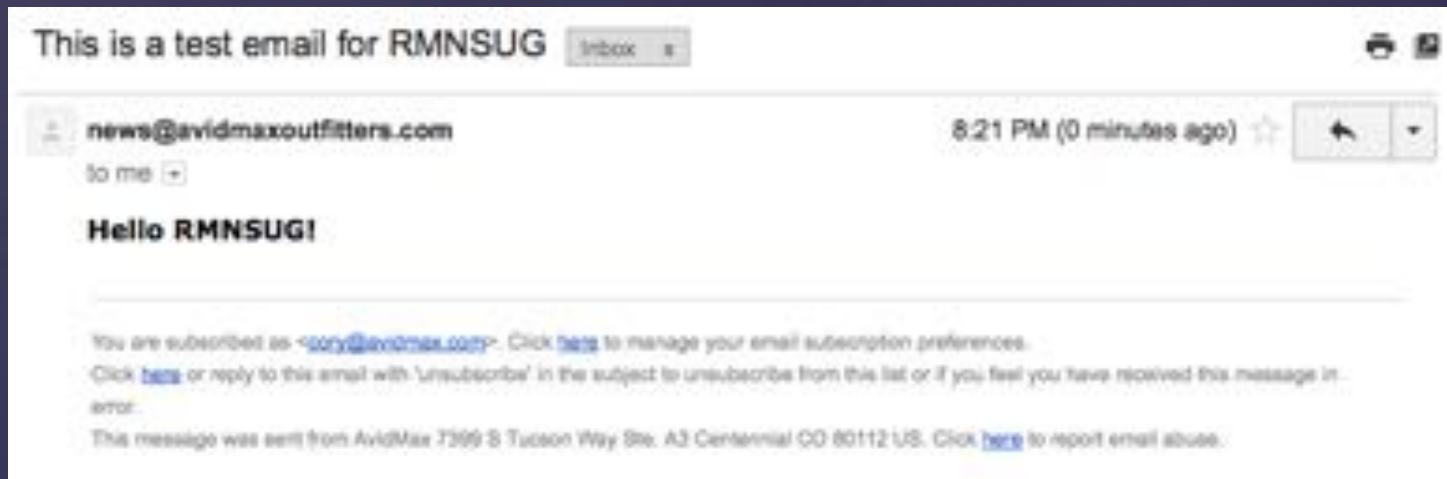 This is a test email for RMNSUG Inbox x
news@avidmaxoutfitters.com 8:21 PM (0 minutes ago)
to me
Hello RMNSUG!
You are subscribed as <cory@avidmax.com>. Click here to manage your email subscription preferences.
Click here or reply to this email with 'unsubscribe' in the subject to unsubscribe from this list or if you feel you have received this message in
error.
This message was sent from AvidMax 7399 S Tucson Way Ste. A3 Centennial CO 80112 US. Click here to report email abuse.